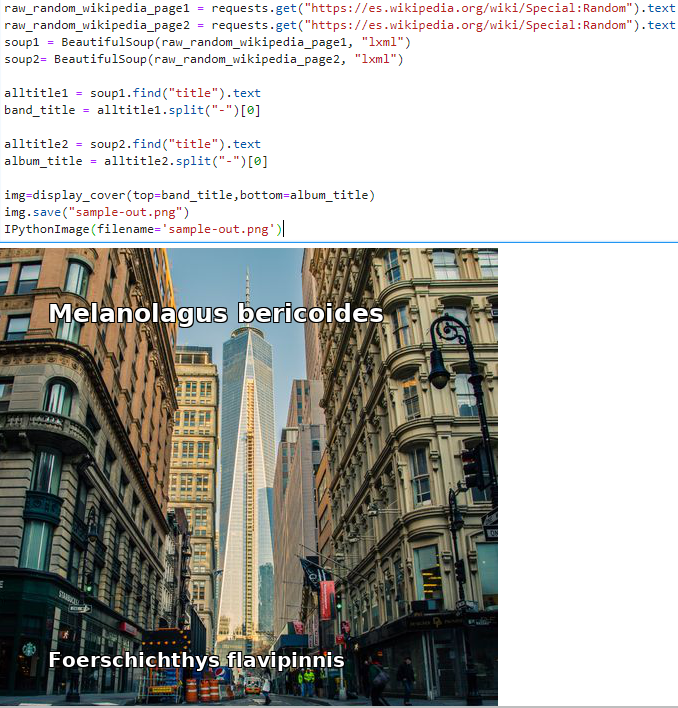 raw_random_wikipedia_page1 = requests.get("https://es.wikipedia.org/wiki/Special:Random").text
raw_random_wikipedia_page2 = requests.get("https://es.wikipedia.org/wiki/Special:Random").text
soup1 = BeautifulSoup(raw_random_wikipedia_page1, "lxml")
soup2= BeautifulSoup(raw_random_wikipedia_page2, "lxml")
alltitle1 = soup1.find("title").text
band_title = alltitle1.split("-")[0]
alltitle2 = soup2.find("title").text
album_title = alltitle2.split("-")[0]
img=display_cover(top=band_title,bottom=album_title)
img.save("sample-out.png")
IPythonImage(filename='sample-out.png')
Melanolagus bericoides
STARBUCKS
Foerschichthys flavipinnis